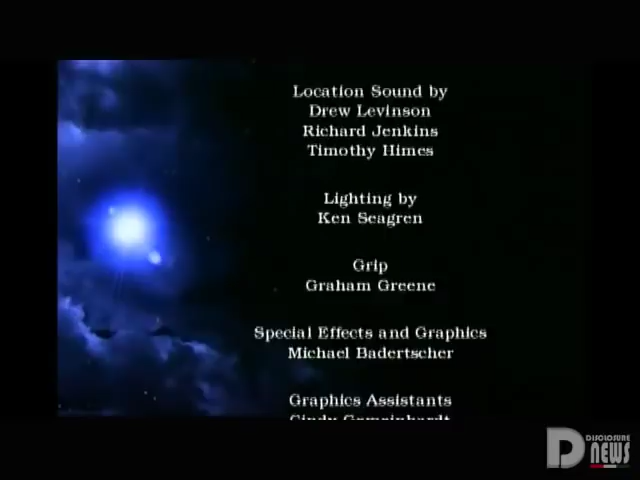 Location Sound by
Drew Levinson
Richard Jenkins
Timothy Himes
Lighting by
Ken Seagren
Grip
Graham Greene
Special Effects and Graphics
Michael Badertscher
Graphics Assistants
Cindy
D DISCLOSURE
NEWS